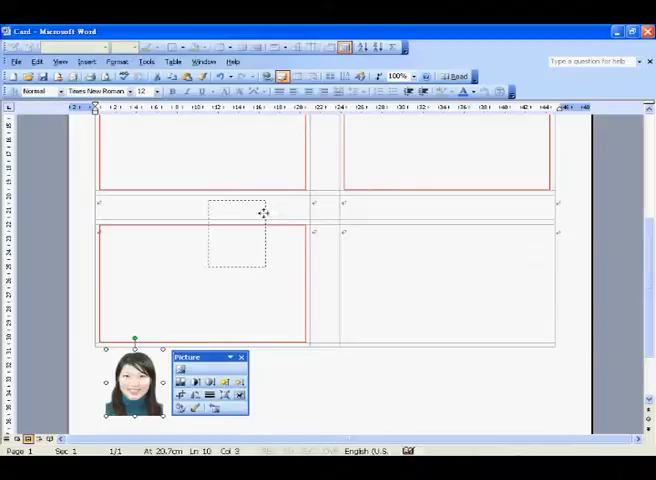 Card - Microsoft Word
File Edit View Insert Format Tools Table Window Help Type a question for help
100% Read
Normal Times New Roman 12 B I U
Picture
Page 1 Sec 1 1/1 At 20.7cm Ln 10 Col 3 English (U.S.